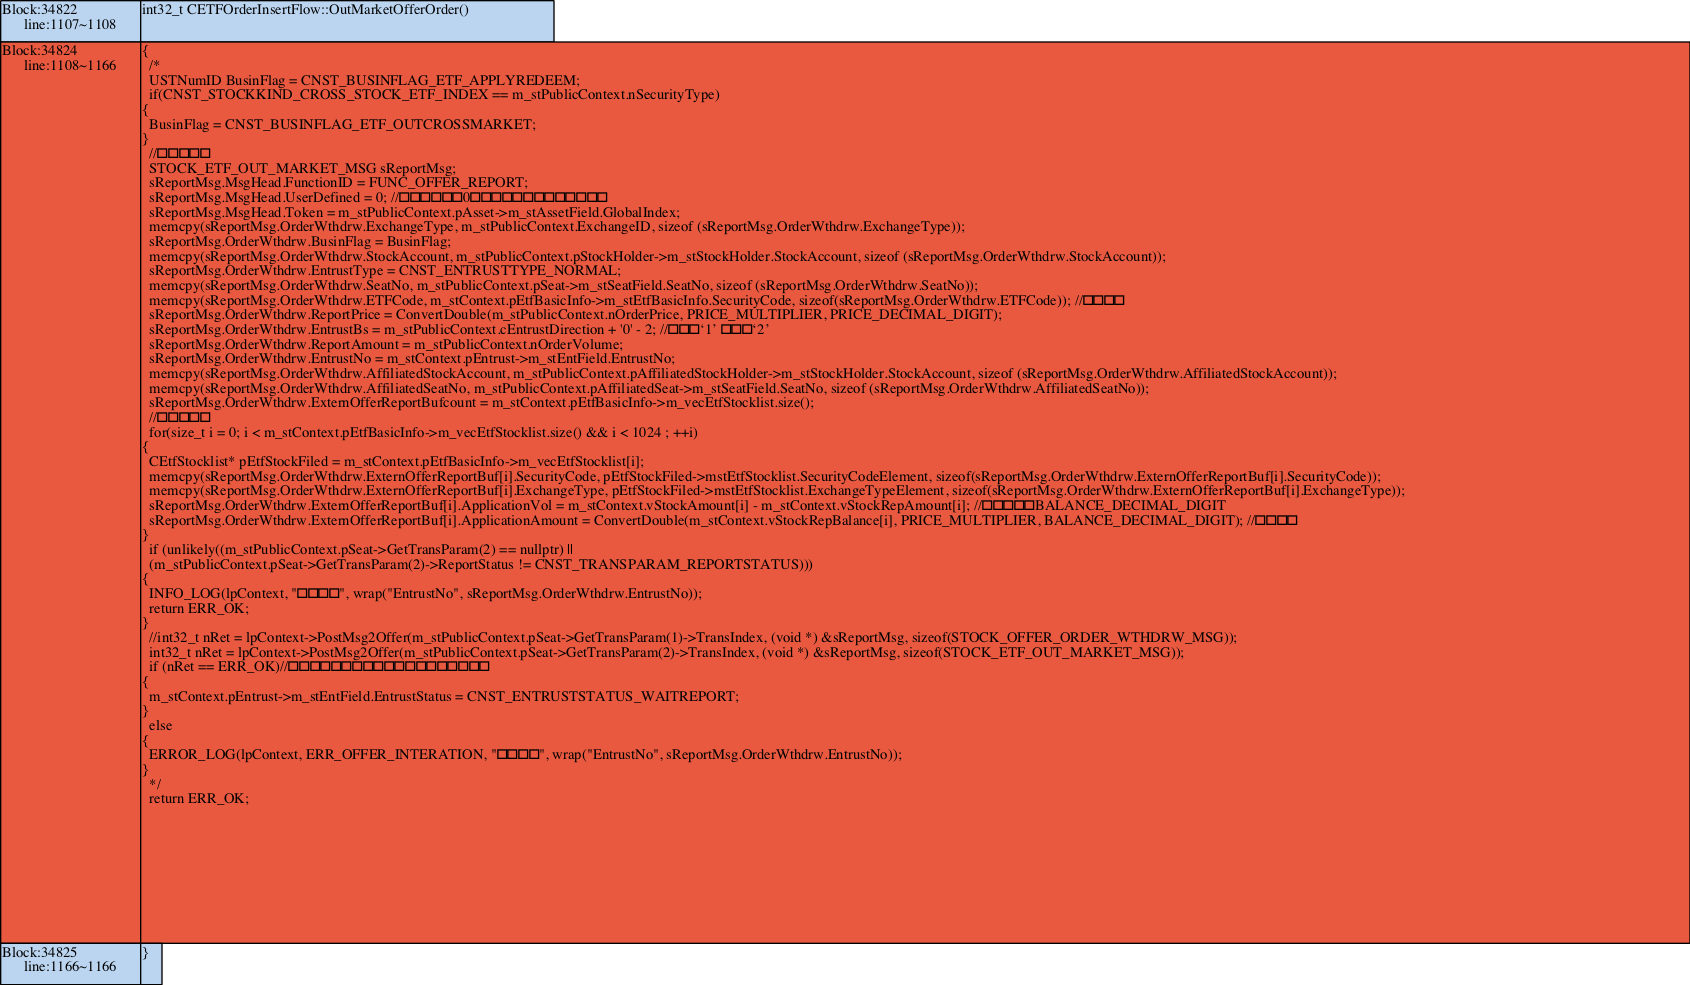 Block:34822
line:1107~1108
int32_t CETFOrderInsertFlow::OutMarketOfferOrder()
Block:34824
line:1108~1166
{
/*
USTNumID BusinFlag = CNST_BUSINFLAG_ETF_APPLYREDEEM;
if(CNST_STOCKKIND_CROSS_STOCK_ETF_INDEX == m_stPublicContext.nSecurityType)
{
BusinFlag = CNST_BUSINFLAG_ETF_OUTCROSSMARKET;
}
//□□□□□
STOCK_ETF_OUT_MARKET_MSG sReportMsg;
sReportMsg.MsgHead.FunctionID = FUNC_OFFER_REPORT;
sReportMsg.MsgHead.UserDefined = 0; //□□□□□□0□□□□□□□□□□□□□
sReportMsg.MsgHead.Token = m_stPublicContext.pAsset->m_stAssetField.GlobalIndex;
memcpy(sReportMsg.OrderWthdrw.ExchangeType, m_stPublicContext.ExchangeID, sizeof (sReportMsg.OrderWthdrw.ExchangeType));
sReportMsg.OrderWthdrw.BusinFlag = BusinFlag;
memcpy(sReportMsg.OrderWthdrw.StockAccount, m_stPublicContext.pStockHolder->m_stStockHolder.StockAccount, sizeof (sReportMsg.OrderWthdrw.StockAccount));
sReportMsg.OrderWthdrw.EntrustType = CNST_ENTRUSTTYPE_NORMAL;
memcpy(sReportMsg.OrderWthdrw.SeatNo, m_stPublicContext.pSeat->m_stSeatField.SeatNo, sizeof (sReportMsg.OrderWthdrw.SeatNo));
memcpy(sReportMsg.OrderWthdrw.ETFCode, m_stContext.pEtfBasicInfo->m_stEtfBasicInfo.SecurityCode, sizeof(sReportMsg.OrderWthdrw.ETFCode)); //□□□□
sReportMsg.OrderWthdrw.ReportPrice = ConvertDouble(m_stPublicContext.nOrderPrice, PRICE_MULTIPLIER, PRICE_DECIMAL_DIGIT);
sReportMsg.OrderWthdrw.EntrustBs = m_stPublicContext.cEntrustDirection + '0' - 2; //□□□‘1’ □□□‘2’
sReportMsg.OrderWthdrw.ReportAmount = m_stPublicContext.nOrderVolume;
sReportMsg.OrderWthdrw.EntrustNo = m_stContext.pEntrust->m_stEntField.EntrustNo;
memcpy(sReportMsg.OrderWthdrw.AffiliatedStockAccount, m_stPublicContext.pAffiliatedStockHolder->m_stStockHolder.StockAccount, sizeof (sReportMsg.OrderWthdrw.AffiliatedStockAccount));
memcpy(sReportMsg.OrderWthdrw.AffiliatedSeatNo, m_stPublicContext.pAffiliatedSeat->m_stSeatField.SeatNo, sizeof (sReportMsg.OrderWthdrw.AffiliatedSeatNo));
sReportMsg.OrderWthdrw.ExternOfferReportBufcount = m_stContext.pEtfBasicInfo->m_vecEtfStocklist.size();
//□□□□□
for(size_t i = 0; i < m_stContext.pEtfBasicInfo->m_vecEtfStocklist.size() && i < 1024 ; ++i)
{
CEtfStocklist* pEtfStockFiled = m_stContext.pEtfBasicInfo->m_vecEtfStocklist[i];
memcpy(sReportMsg.OrderWthdrw.ExternOfferReportBuf[i].SecurityCode, pEtfStockFiled->mstEtfStocklist.SecurityCodeElement, sizeof(sReportMsg.OrderWthdrw.ExternOfferReportBuf[i].SecurityCode));
memcpy(sReportMsg.OrderWthdrw.ExternOfferReportBuf[i].ExchangeType, pEtfStockFiled->mstEtfStocklist.ExchangeTypeElement, sizeof(sReportMsg.OrderWthdrw.ExternOfferReportBuf[i].ExchangeType));
sReportMsg.OrderWthdrw.ExternOfferReportBuf[i].ApplicationVol = m_stContext.vStockAmount[i] - m_stContext.vStockRepAmount[i]; //□□□□□BALANCE_DECIMAL_DIGIT
sReportMsg.OrderWthdrw.ExternOfferReportBuf[i].ApplicationAmount = ConvertDouble(m_stContext.vStockRepBalance[i], PRICE_MULTIPLIER, BALANCE_DECIMAL_DIGIT); //□□□□
}
if (unlikely((m_stPublicContext.pSeat->GetTransParam(2) == nullptr) ||
(m_stPublicContext.pSeat->GetTransParam(2)->ReportStatus != CNST_TRANSPARAM_REPORTSTATUS)))
{
INFO_LOG(lpContext, "□□□□", wrap("EntrustNo", sReportMsg.OrderWthdrw.EntrustNo));
return ERR_OK;
}
//int32_t nRet = lpContext->PostMsg2Offer(m_stPublicContext.pSeat->GetTransParam(1)->TransIndex, (void *) &sReportMsg, sizeof(STOCK_OFFER_ORDER_WTHDRW_MSG));
int32_t nRet = lpContext->PostMsg2Offer(m_stPublicContext.pSeat->GetTransParam(2)->TransIndex, (void *) &sReportMsg, sizeof(STOCK_ETF_OUT_MARKET_MSG));
if (nRet == ERR_OK)//□□□□□□□□□□□□□□□□□□□
{
m_stContext.pEntrust->m_stEntField.EntrustStatus = CNST_ENTRUSTSTATUS_WAITREPORT;
}
else
{
ERROR_LOG(lpContext, ERR_OFFER_INTERATION, "□□□□", wrap("EntrustNo", sReportMsg.OrderWthdrw.EntrustNo));
}
*/
return ERR_OK;
Block:34825
line:1166~1166
}